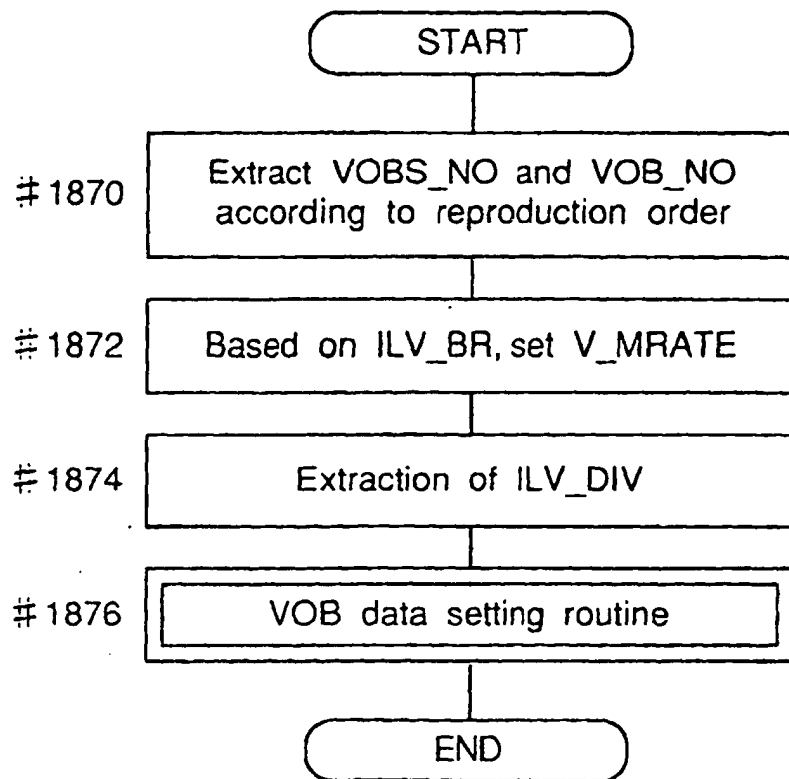 START
#1870
Extract VOBS_NO and VOB_NO
according to reproduction order
#1872
Based on ILV_BR, set V_MRATE
#1874
Extraction of ILV_DIV
#1876
VOB data setting routine
END